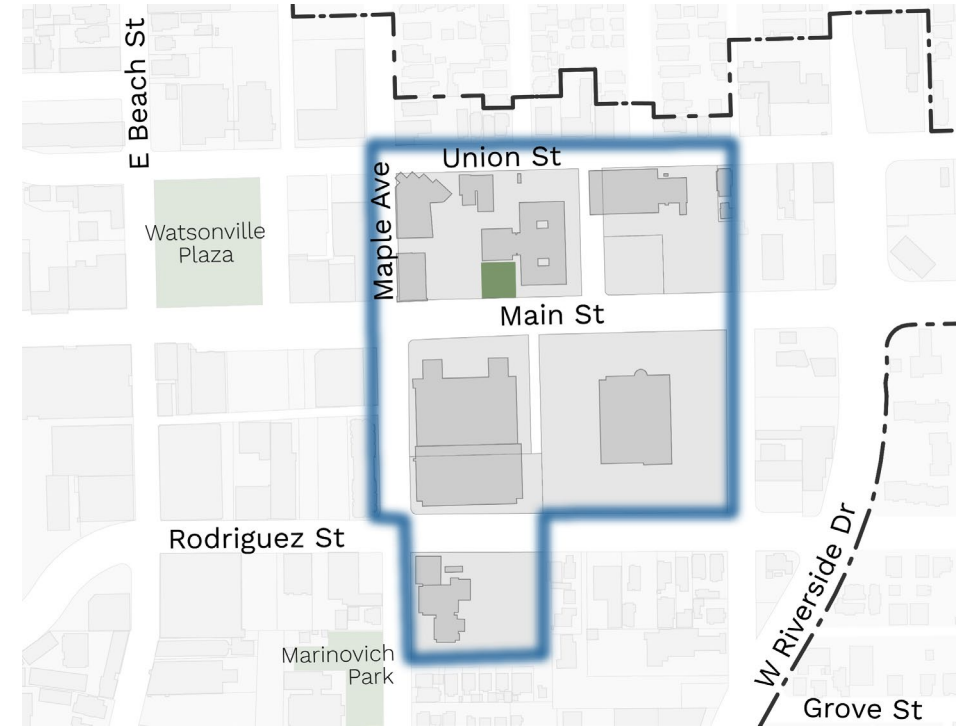 E Beach St
Union St
Maple Ave
Watsonville
Plaza
Main St
Rodriguez St
W Riverside Dr
Marinovich
Park
Grove St